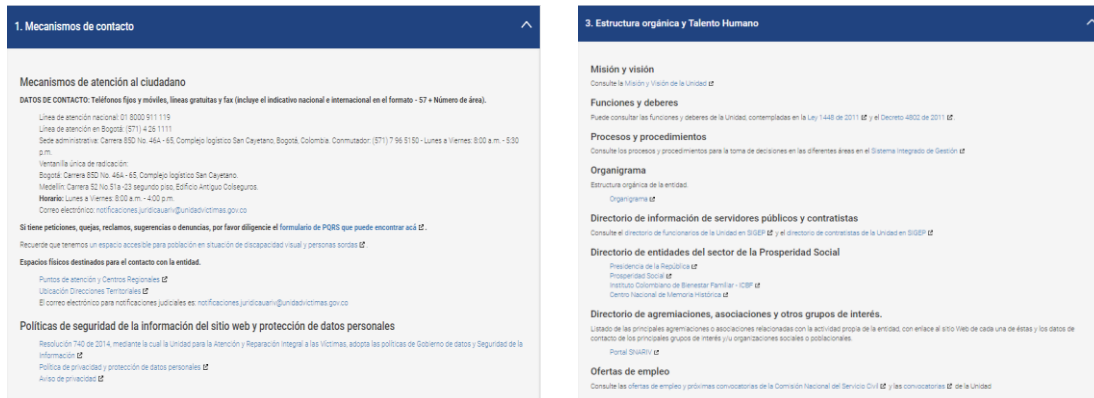 1. Mecanismos de contacto
Mecanismos de atención al ciudadano
DATOS DE CONTACTO: Teléfonos fijos y móviles, líneas gratuitas y fax (incluye el indicativo nacional e internacional en el formato - 57 + Número de área).
Línea de atención nacional: 01 8000 911 119
Línea de atención en Bogotá: (571) 4 26 1111
Sede administrativa: Carrera 85D No. 46A - 65, Complejo logístico San Cayetano, Bogotá, Colombia. Conmutador: (571) 7 96 5150 - Lunes a Viernes: 8:00 a.m. - 5:30
p.m.
Ventanilla única de radicación:
Bogotá: Carrera 85D No. 46A - 65, Complejo logístico San Cayetano.
Medellín: Carrera 52 No.51a -23 segundo piso, Edificio Antiguo Colseguros.
Horario: Lunes a Viernes: 8:00 a.m. - 4:00 p.m.
Correo electrónico: notificaciones.juridicauariv@unidadvictimas.gov.co
Si tiene peticiones, quejas, reclamos, sugerencias o denuncias, por favor diligencie el formulario de PQRS que puede encontrar acá.
Recuerde que tenemos un espacio accesible para población en situación de discapacidad visual y personas sordas.
Espacios físicos destinados para el contacto con la entidad.
Puntos de atención y Centros Regionales
Ubicación Direcciones Territoriales
El correo electrónico para notificaciones judiciales es: notificaciones.juridicauariv@unidadvictimas.gov.co
Políticas de seguridad de la información del sitio web y protección de datos personales
Resolución 740 de 2014, mediante la cual la Unidad para la Atención y Reparación Integral a las Víctimas, adopta las políticas de Gobierno de datos y Seguridad de la
Información
Política de privacidad y protección de datos personales
Aviso de privacidad
3. Estructura orgánica y Talento Humano
Misión y visión
Consulte la Misión y Visión de la Unidad
Funciones y deberes
Puede consultar las funciones y deberes de la Unidad, contempladas en la Ley 1448 de 2011 y el Decreto 4802 de 2011.
Procesos y procedimientos
Consulte los procesos y procedimientos para la toma de decisiones en las diferentes áreas en el Sistema Integrado de Gestión
Organigrama
Estructura orgánica de la entidad.
Organigrama
Directorio de información de servidores públicos y contratistas
Consulte el directorio de funcionarios de la Unidad en SIGEP y el directorio de contratistas de la Unidad en SIGEP
Directorio de entidades del sector de la Prosperidad Social
Presidencia de la República
Prosperidad Social
Instituto Colombiano de Bienestar Familiar - ICBF
Centro Nacional de Memoria Histórica
Directorio de agremiaciones, asociaciones y otros grupos de interés.
Listado de las principales agremiaciones o asociaciones relacionadas con la actividad propia de la entidad, con enlace al sitio Web de cada una de éstas y los datos de
contacto de los principales grupos de interés y/u organizaciones sociales o poblacionales.
Portal SNARIV
Ofertas de empleo
Consulte las ofertas de empleo y próximas convocatorias de la Comisión Nacional del Servicio Civil y las convocatorias de la Unidad